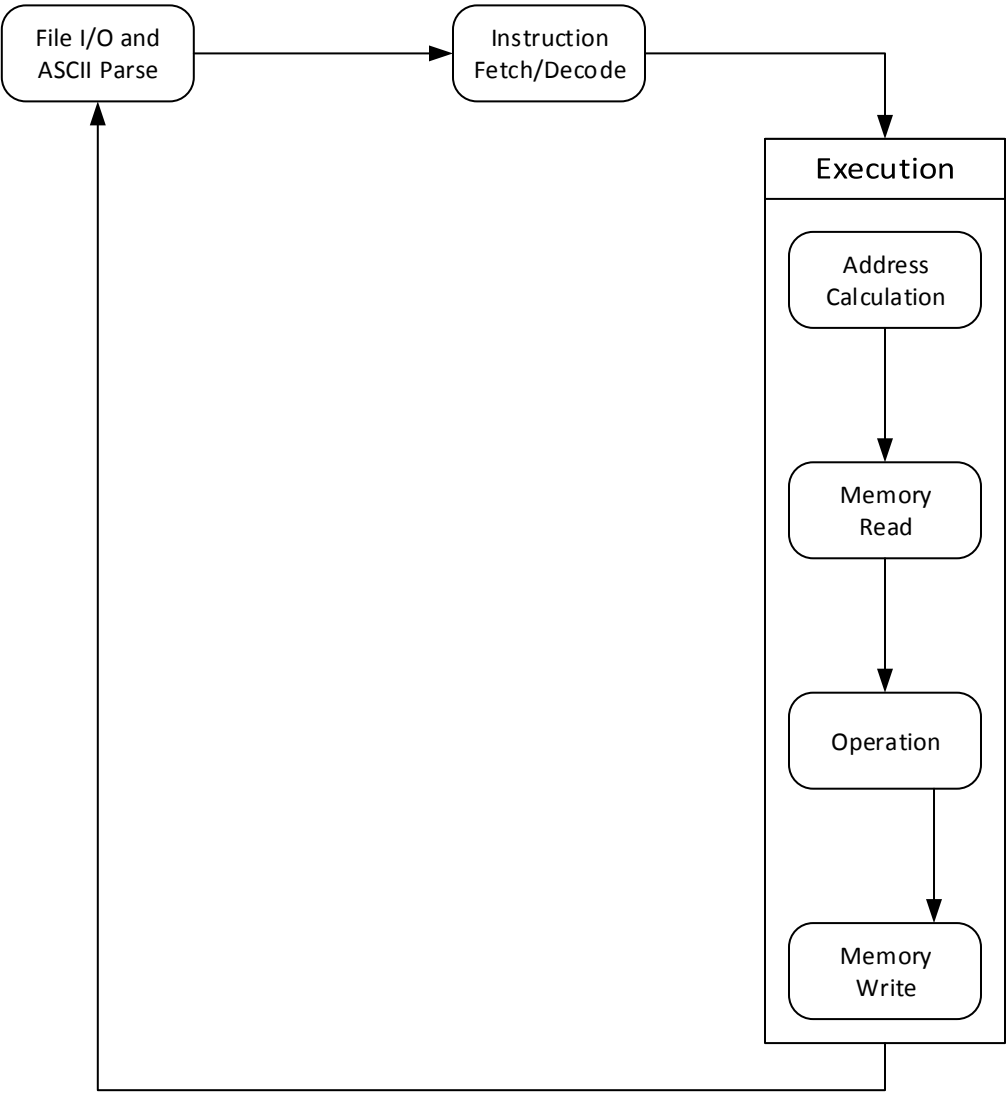 File I/O and
ASCII Parse
Instruction
Fetch/Decode
Execution
Address
Calculation
Memory
Read
Operation
Memory
Write